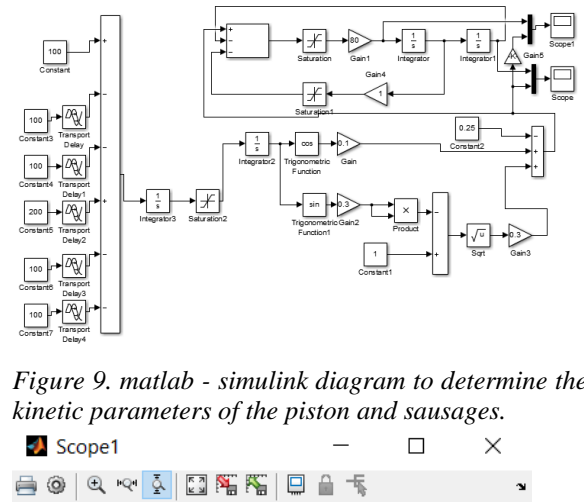 100
Constant
100
Constant3
Transport
Delay
100
Constant4
Transport
Delay1
200
Constant5
Transport
Delay2
100
Constant6
Transport
Delay3
100
Constant7
Transport
Delay4
1
s
Integrator3
Saturation2
1
s
Integrator2
Saturation
80
Gain1
1
s
Integrator
1
s
Integrator1
Gain5
Scope1
Scope
Gain4
1
Saturation1
0.25
Constant2
cos
Trigonometric
Function
0.1
Gain
sin
Trigonometric
Function1
0.3
Gain2
×
Product
1
Constant1
√u
Sqrt
0.3
Gain3
Figure 9. matlab - simulink diagram to determine the
kinetic parameters of the piston and sausages.
Scope1